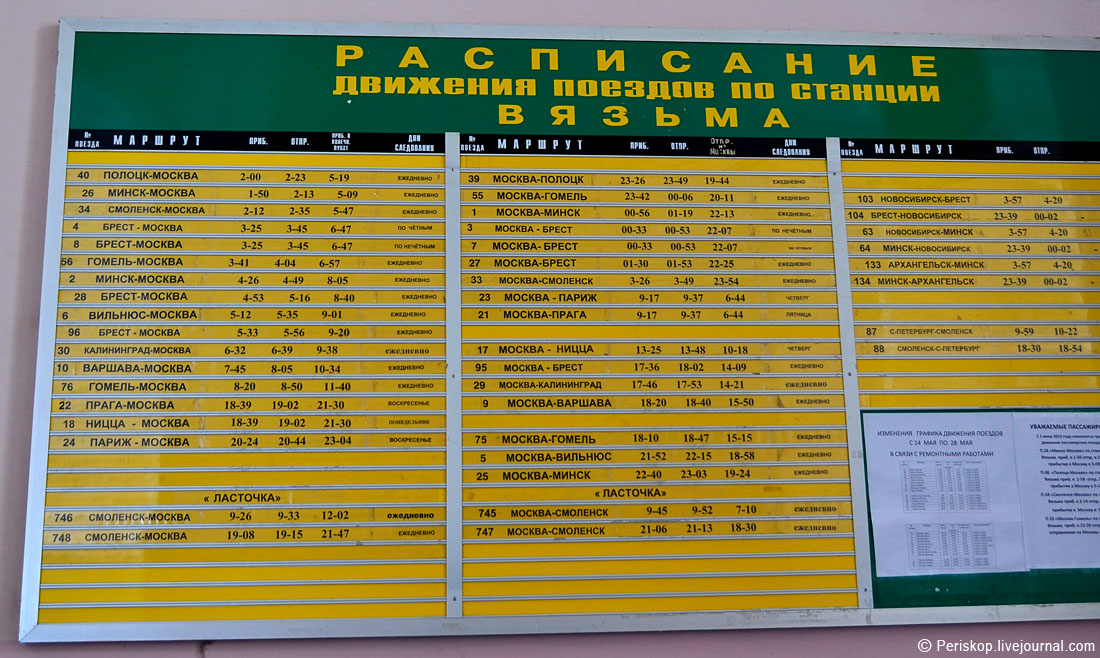 РАСПИСАНИЕ
ДВИЖЕНИЯ ПОЕЗДОВ ПО СТАНЦИИ
ВЯЗЬМА
№ ПОЕЗДА МАРШРУТ ПРИБ. ОТПР. ПРИБ. В КОНЕЧН. ПУНКТ ДНИ СЛЕДОВАНИЯ
40 ПОЛОЦК-МОСКВА 2-00 2-23 5-19 ЕЖЕДНЕВНО
26 МИНСК-МОСКВА 1-50 2-13 5-09 ЕЖЕДНЕВНО
34 СМОЛЕНСК-МОСКВА 2-12 2-35 5-47 ЕЖЕДНЕВНО
4 БРЕСТ - МОСКВА 3-25 3-45 6-47 ПО ЧЁТНЫМ
8 БРЕСТ-МОСКВА 3-25 3-45 6-47 ПО НЕЧЁТНЫМ
56 ГОМЕЛЬ-МОСКВА 3-41 4-04 6-57 ЕЖЕДНЕВНО
2 МИНСК-МОСКВА 4-26 4-49 8-05 ЕЖЕДНЕВНО
28 БРЕСТ-МОСКВА 4-53 5-16 8-40 ЕЖЕДНЕВНО
6 ВИЛЬНЮС-МОСКВА 5-12 5-35 9-01 ЕЖЕДНЕВНО
96 БРЕСТ - МОСКВА 5-33 5-56 9-20 ЕЖЕДНЕВНО
30 КАЛИНИНГРАД-МОСКВА 6-32 6-39 9-38 ежедневно
10 ВАРШАВА-МОСКВА 7-45 8-05 10-34 ЕЖЕДНЕВНО
76 ГОМЕЛЬ-МОСКВА 8-20 8-50 11-40 ЕЖЕДНЕВНО
22 ПРАГА-МОСКВА 18-39 19-02 21-30 ВОСКРЕСЕНЬЕ
18 НИЦЦА - МОСКВА 18-39 19-02 21-30 ПОНЕДЕЛЬНИК
24 ПАРИЖ - МОСКВА 20-24 20-44 23-04 ВОСКРЕСЕНЬЕ
« ЛАСТОЧКА»
746 СМОЛЕНСК-МОСКВА 9-26 9-33 12-02 ежедневно
748 СМОЛЕНСК-МОСКВА 19-08 19-15 21-47 ЕЖЕДНЕВНО
№ ПОЕЗДА МАРШРУТ ПРИБ. ОТПР. Отпр. из Москвы ДНИ СЛЕДОВАНИЯ
39 МОСКВА-ПОЛОЦК 23-26 23-49 19-44 ЕЖЕДНЕВНО
55 МОСКВА-ГОМЕЛЬ 23-42 00-06 20-11 ЕЖЕДНЕВНО
1 МОСКВА-МИНСК 00-56 01-19 22-13 ЕЖЕДНЕВНО
3 МОСКВА - БРЕСТ 00-33 00-53 22-07 ПО НЕЧЁТНЫМ
7 МОСКВА- БРЕСТ 00-33 00-53 22-07
27 МОСКВА-БРЕСТ 01-30 01-53 22-25 ЕЖЕДНЕВНО
33 МОСКВА-СМОЛЕНСК 3-26 3-49 23-54 ЕЖЕДНЕВНО
23 МОСКВА - ПАРИЖ 9-17 9-37 6-44 ЧЕТВЕРГ
21 МОСКВА-ПРАГА 9-17 9-37 6-44 ПЯТНИЦА
17 МОСКВА - НИЦЦА 13-25 13-48 10-18 ЧЕТВЕРГ
95 МОСКВА - БРЕСТ 17-36 18-02 14-09 ЕЖЕДНЕВНО
29 МОСКВА-КАЛИНИНГРАД 17-46 17-53 14-21 ежедневно
9 МОСКВА-ВАРШАВА 18-20 18-40 15-50 ЕЖЕДНЕВНО
75 МОСКВА-ГОМЕЛЬ 18-10 18-47 15-15 ЕЖЕДНЕВНО
5 МОСКВА-ВИЛЬНЮС 21-52 22-15 18-58 ЕЖЕДНЕВНО
25 МОСКВА-МИНСК 22-40 23-03 19-24 ЕЖЕДНЕВНО
« ЛАСТОЧКА»
745 МОСКВА-СМОЛЕНСК 9-45 9-52 7-10 ежедневно
747 МОСКВА-СМОЛЕНСК 21-06 21-13 18-30 ежедневно
№ ПОЕЗДА МАРШРУТ ПРИБ. ОТПР.
103 НОВОСИБИРСК-БРЕСТ 3-57 4-20
104 БРЕСТ-НОВОСИБИРСК 23-39 00-02 -
63 НОВОСИБИРСК-МИНСК 3-57 4-20
64 МИНСК-НОВОСИБИРСК 23-39 00-02 -
133 АРХАНГЕЛЬСК-МИНСК 3-57 4-20
134 МИНСК-АРХАНГЕЛЬСК 23-39 00-02 -
87 С-ПЕТЕРБУРГ-СМОЛЕНСК 9-59 10-22
88 СМОЛЕНСК-С-ПЕТЕРБУРГ 18-30 18-54
ИЗМЕНЕНИЯ ГРАФИКА ДВИЖЕНИЯ ПОЕЗДОВ
С 14 МАЯ ПО 28 МАЯ
В СВЯЗИ С РЕМОНТНЫМИ РАБОТАМИ
УВАЖАЕМЫЕ ПАССАЖИР
© Periskop.livejournal.com